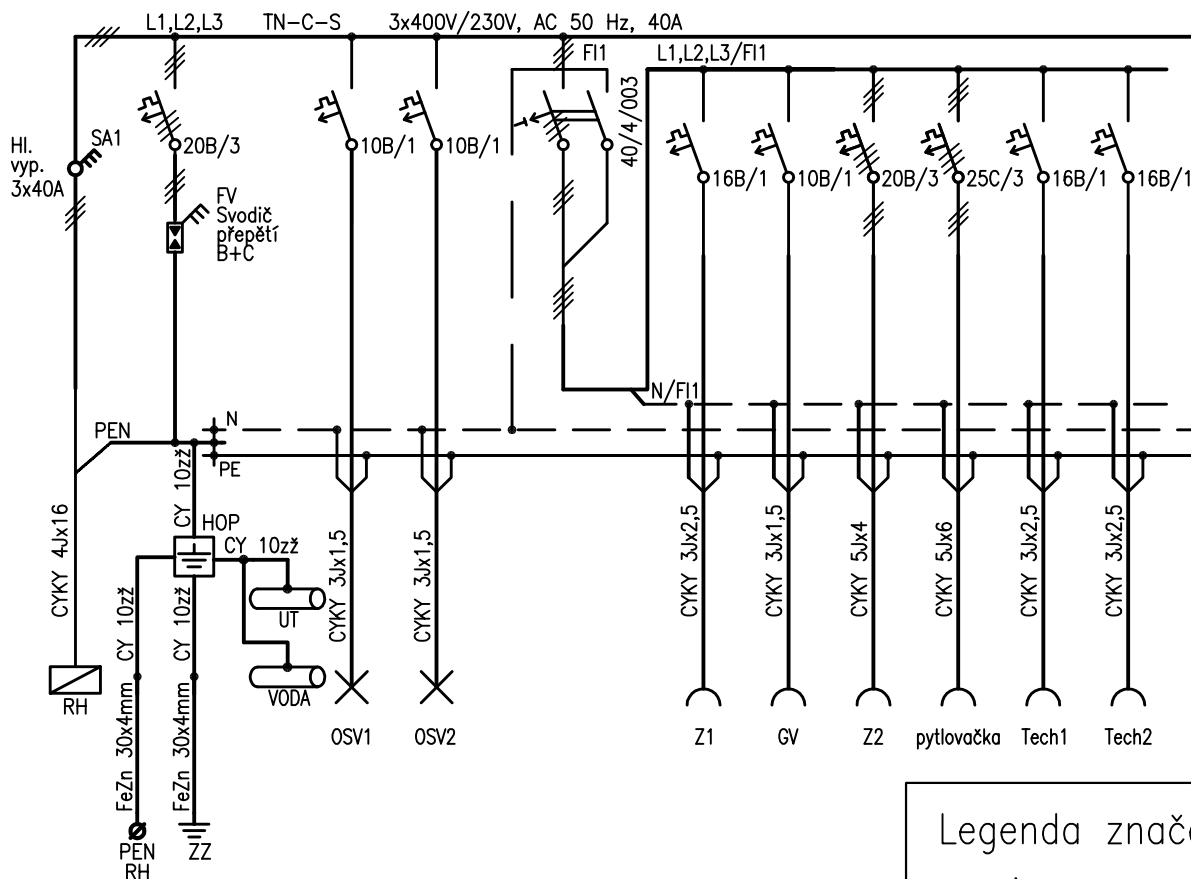 L1,L2,L3
TN-C-S
3x400V/230V, AC 50 Hz, 40A
FI1
L1,L2,L3/FI1
40/4/003
Hl.
vyp.
3x40A
SA1
20B/3
10B/1
10B/1
16B/1
10B/1
20B/3
25C/3
16B/1
16B/1
FV
Svodič
přepětí
B+C
N/FI1
PEN
N
PE
CY 10zž
HOP
CY 10zž
CYKY 4Jx16
CY 10zž
CY 10zž
UT
VODA
CYKY 3Jx1,5
CYKY 3Jx1,5
CYKY 3Jx2,5
CYKY 3Jx1,5
CYKY 5Jx4
CYKY 5Jx6
CYKY 3Jx2,5
CYKY 3Jx2,5
RH
FeZn 30x4mm
FeZn 30x4mm
OSV1
OSV2
Z1
GV
Z2
pytlovačka
Tech1
Tech2
PEN
RH
ZZ
Legenda znač